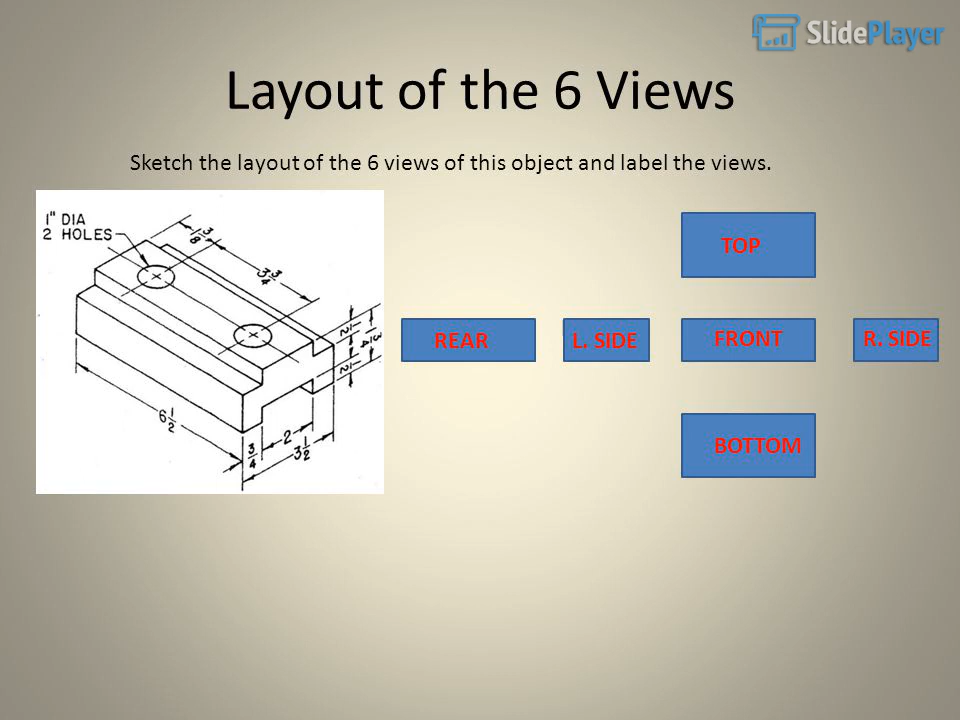 SlidePlayer
Layout of the 6 Views
Sketch the layout of the 6 views of this object and label the views.
1" DIA
2 HOLES
3/8
3 3/4
1/2
1 3/4
1/2
6 1/2
3/4
2
3 1/2
TOP
REAR
L. SIDE
FRONT
R. SIDE
BOTTOM